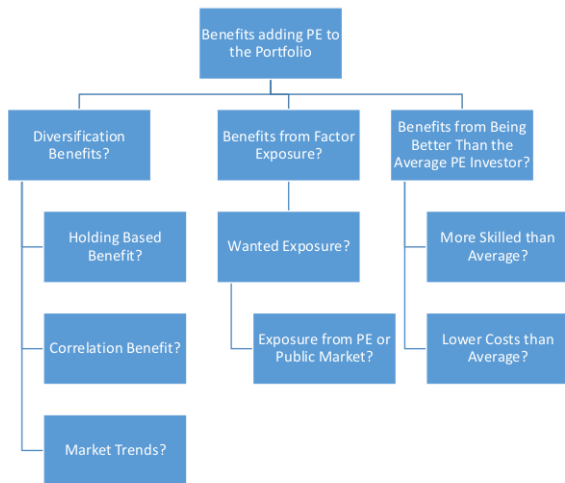 Benefits adding PE to
the Portfolio
Diversification
Benefits?
Benefits from Factor
Exposure?
Benefits from Being
Better Than the
Average PE Investor?
Holding Based
Benefit?
Wanted Exposure?
More Skilled than
Average?
Correlation Benefit?
Exposure from PE or
Public Market?
Lower Costs than
Average?
Market Trends?